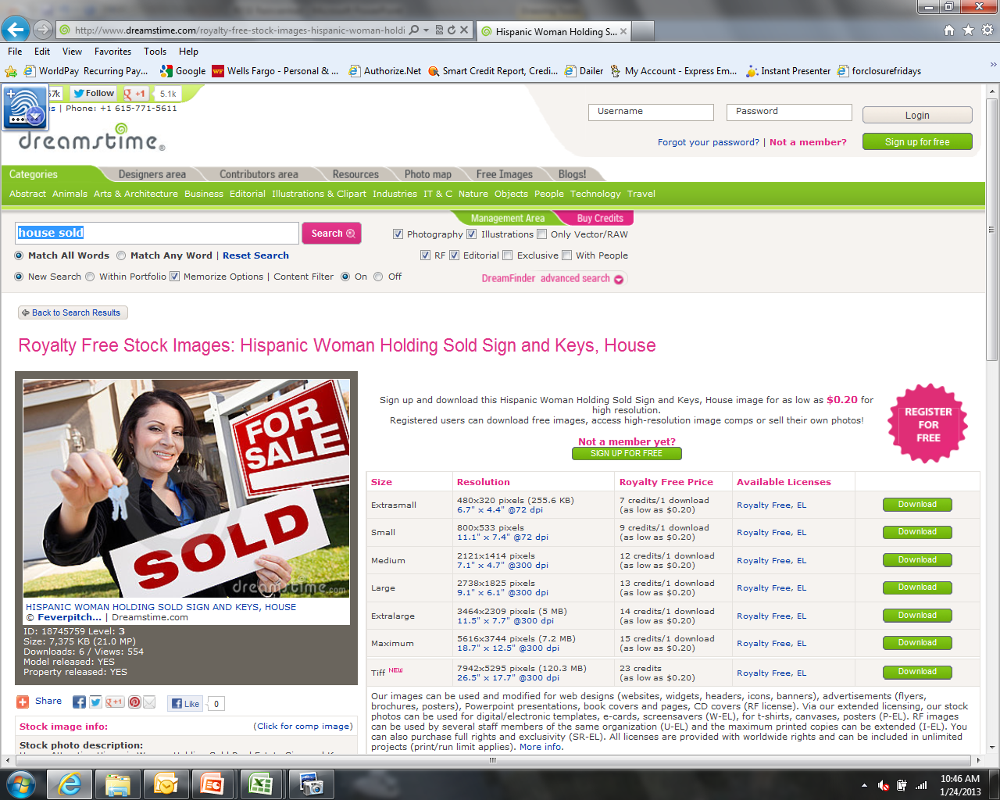 http://www.dreamstime.com/royalty-free-stock-images-hispanic-woman-holdi
Hispanic Woman Holding S...
File Edit View Favorites Tools Help
WorldPay Recurring Pay... Google Wells Fargo - Personal & ... Authorize.Net Smart Credit Report, Credi... Dailer My Account - Express Em... Instant Presenter forclosurefridays
67k Follow +1 5.1k
| Phone: +1 615-771-5611
Username Password Login
dreamstime®
Forgot your password? | Not a member? Sign up for free
Categories Designers area Contributors area Resources Photo map Free Images Blogs!
Abstract Animals Arts & Architecture Business Editorial Illustrations & Clipart Industries IT & C Nature Objects People Technology Travel
Management Area Buy Credits
house sold Search Photography Illustrations Only Vector/RAW
Match All Words Match Any Word | Reset Search RF Editorial Exclusive With People
New Search Within Portfolio Memorize Options | Content Filter On Off DreamFinder advanced search
Back to Search Results
Royalty Free Stock Images: Hispanic Woman Holding Sold Sign and Keys, House
FOR
SALE
SOLD
dreamstime.com
HISPANIC WOMAN HOLDING SOLD SIGN AND KEYS, HOUSE
© Feverpitch... | Dreamstime.com
ID: 18745759 Level: 3
Size: 7,375 KB (21.0 MP)
Downloads: 6 / Views: 554
Model released: YES
Property released: YES
Share +1 Like 0
Stock image info: (Click for comp image)
Stock photo description:
Sign up and download this Hispanic Woman Holding Sold Sign and Keys, House image for as low as $0.20 for
high resolution.
Registered users can download free images, access high-resolution image comps or sell their own photos!
Not a member yet?
SIGN UP FOR FREE
REGISTER
FOR
FREE
Size Resolution Royalty Free Price Available Licenses
Extrasmall 480x320 pixels (255.6 KB) 7 credits/1 download Royalty Free, EL Download
6.7" x 4.4" @72 dpi (as low as $0.20)
Small 800x533 pixels 9 credits/1 download Royalty Free, EL Download
11.1" x 7.4" @72 dpi (as low as $0.20)
Medium 2121x1414 pixels 12 credits/1 download Royalty Free, EL Download
7.1" x 4.7" @300 dpi (as low as $0.20)
Large 2738x1825 pixels 13 credits/1 download Royalty Free, EL Download
9.1" x 6.1" @300 dpi (as low as $0.20)
Extralarge 3464x2309 pixels (5 MB) 14 credits/1 download Royalty Free, EL Download
11.5" x 7.7" @300 dpi (as low as $0.20)
Maximum 5616x3744 pixels (7.2 MB) 15 credits/1 download Royalty Free, EL Download
18.7" x 12.5" @300 dpi (as low as $0.20)
Tiff NEW 7942x5295 pixels (120.3 MB) 23 credits Royalty Free, EL Download
26.5" x 17.7" @300 dpi (as low as $0.20)
Our images can be used and modified for web designs (websites, widgets, headers, icons, banners), advertisements (flyers,
brochures, posters), Powerpoint presentations, book covers and pages, CD covers (RF license). Via our extended licensing, our stock
photos can be used for digital/electronic templates, e-cards, screensavers (W-EL), for t-shirts, canvases, posters (P-EL). RF images
can be used by several staff members of the same organization (U-EL) and the maximum printed copies can be extended (I-EL). You
can also purchase full rights and exclusivity (SR-EL). All licenses are provided with worldwide rights and can be included in unlimited
projects (print/run limit applies). More info.
10:46 AM
1/24/2013